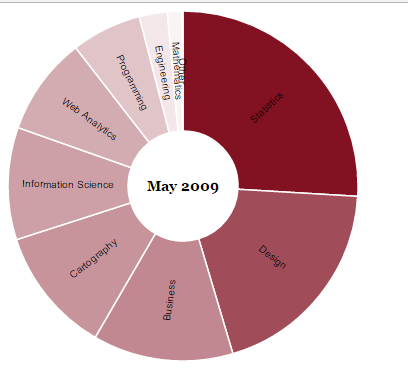 Statistics
Design
Business
Cartography
Information Science
Web Analytics
Programming
Engineering
Mathematics
Other
May 2009